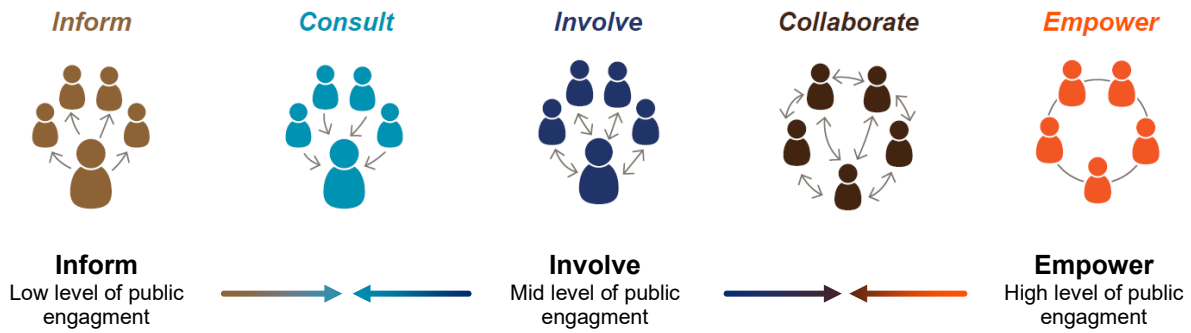 Inform
Consult
Involve
Collaborate
Empower
Inform
Low level of public
engagment
Involve
Mid level of public
engagment
Empower
High level of public
engagment